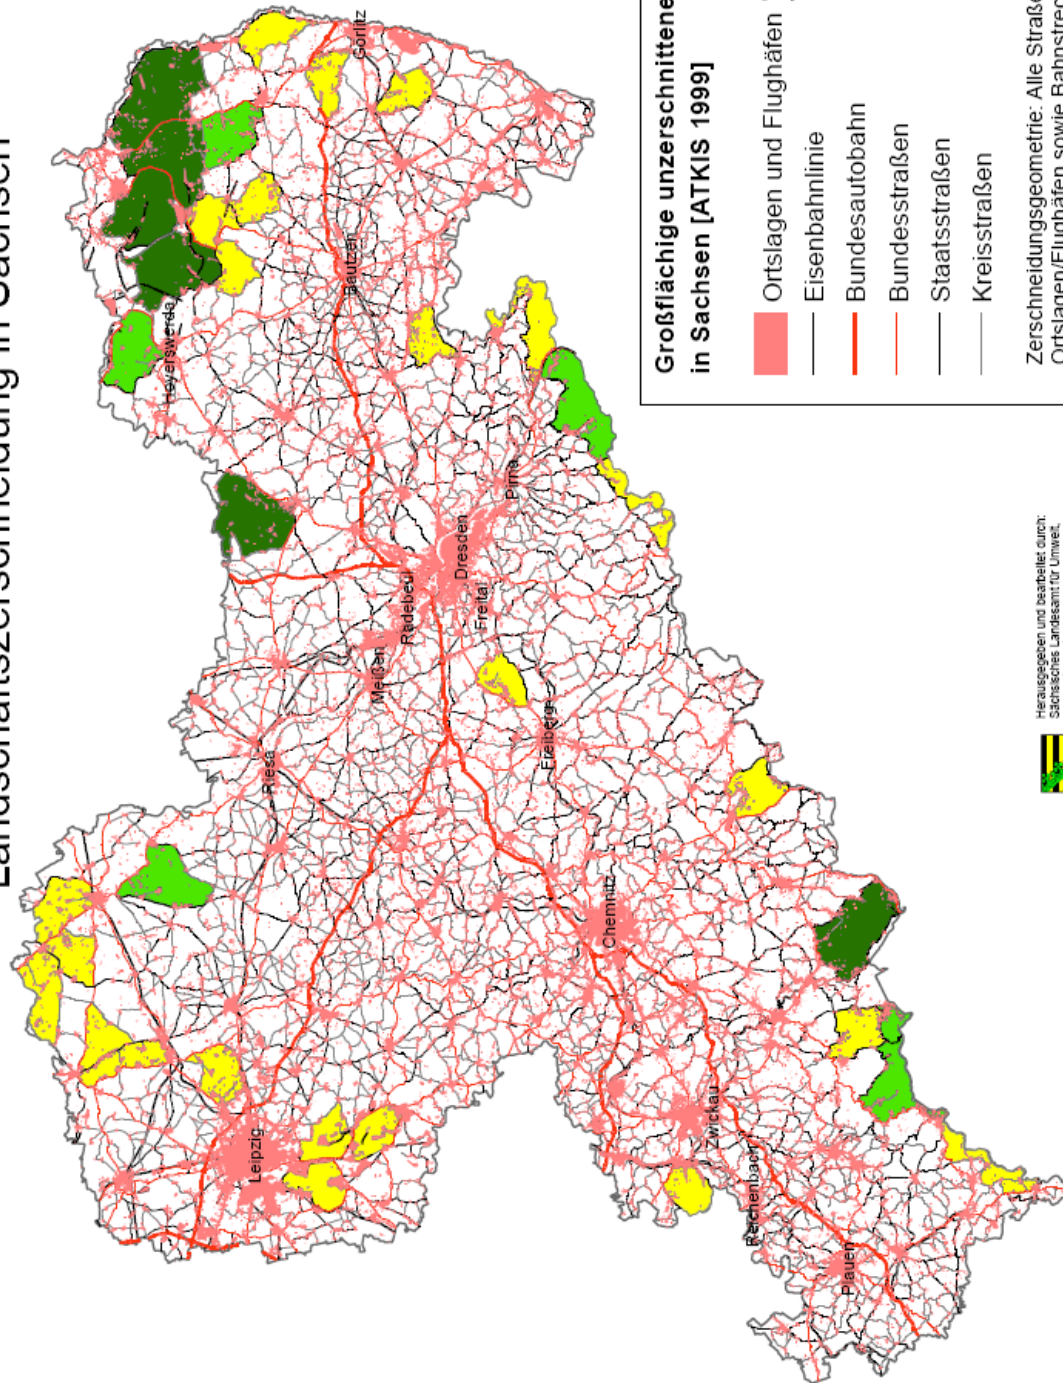 Landschaftszerschneidung in Sachsen
Görlitz
Hoyerswerda
Bautzen
Pirna
Dresden
Radebeul
Freital
Meißen
Riesa
Freiberg
Chemnitz
Leipzig
Zwickau
Reichenbach
Plauen
Großflächige unzerschnittene
in Sachsen [ATKIS 1999]
Ortslagen und Flughäfen
Eisenbahnlinie
Bundesautobahn
Bundesstraßen
Staatsstraßen
Kreisstraßen
Zerschneidungsgeometrie: Alle Straße
Ortslagen/Flughäfen sowie Bahnstrec
Herausgegeben und bearbeitet durch:
Sächsisches Landesamt für Umwelt